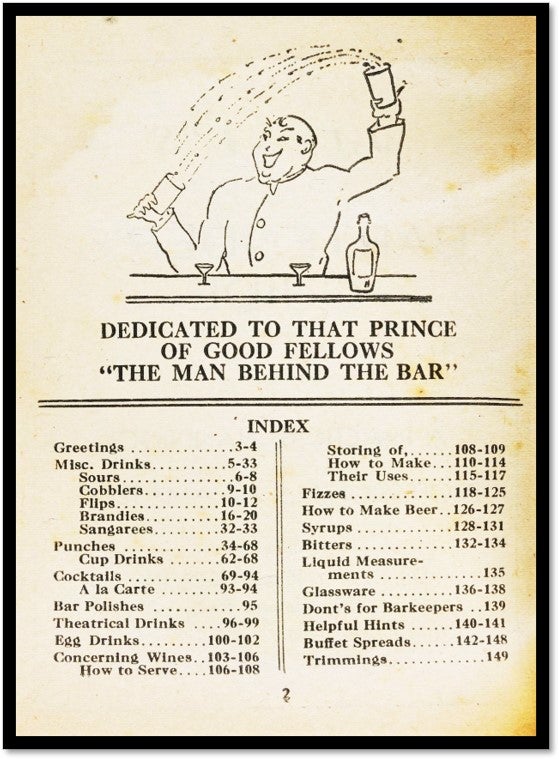 DEDICATED TO THAT PRINCE
OF GOOD FELLOWS
“THE MAN BEHIND THE BAR”
INDEX
Greetings .............3-4
Misc. Drinks.........5-33
Sours...............6-8
Cobblers...........9-10
Flips..............10-12
Brandies..........16-20
Sangarees........32-33
Punches .............34-68
Cup Drinks .......62-68
Cocktails ............69-94
A la Carte ........93-94
Bar Polishes ..........95
Theatrical Drinks ....96-99
Egg Drinks.........100-102
Concerning Wines..103-106
How to Serve....106-108
Storing of,......108-109
How to Make...110-114
Their Uses.......115-117
Fizzes ..............118-125
How to Make Beer..126-127
Syrups .............128-131
Bitters .............132-134
Liquid Measure-
ments .............135
Glassware ..........136-138
Dont's for Barkeepers ..139
Helpful Hints ......140-141
Buffet Spreads......142-148
Trimmings..............149
2